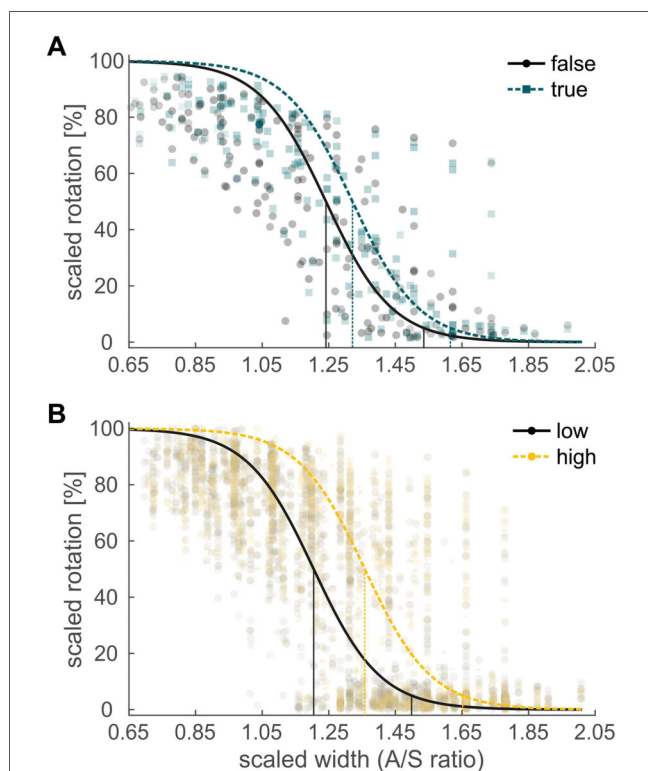 A
false
true
scaled rotation [%]
100
80
60
40
20
0
0.65 0.85 1.05 1.25 1.45 1.65 1.85 2.05
B
low
high
scaled rotation [%]
100
80
60
40
20
0
0.65 0.85 1.05 1.25 1.45 1.65 1.85 2.05
scaled width (A/S ratio)